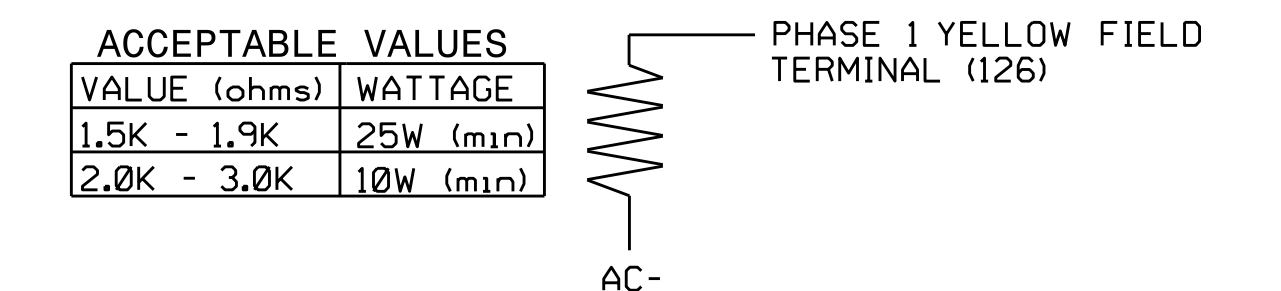 ACCEPTABLE VALUES
VALUE (ohms) WATTAGE
1.5K - 1.9K 25W (min)
2.0K - 3.0K 10W (min)
PHASE 1 YELLOW FIELD
TERMINAL (126)
AC-